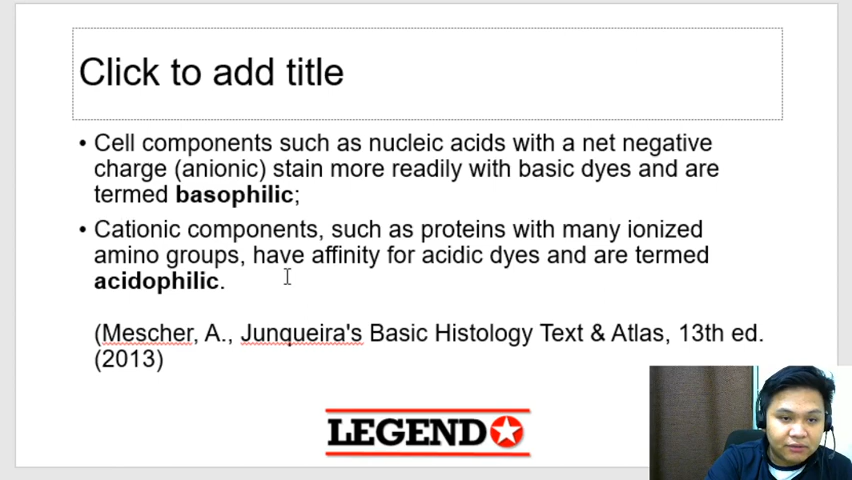 Click to add title
• Cell components such as nucleic acids with a net negative
charge (anionic) stain more readily with basic dyes and are
termed basophilic;
• Cationic components, such as proteins with many ionized
amino groups, have affinity for acidic dyes and are termed
acidophilic.
(Mescher, A., Junqueira's Basic Histology Text & Atlas, 13th ed.
(2013)
LEGEND